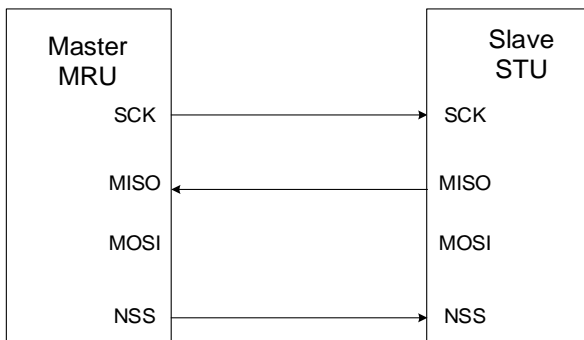 Master
MRU
SCK
MISO
MOSI
NSS
Slave
STU
SCK
MISO
MOSI
NSS